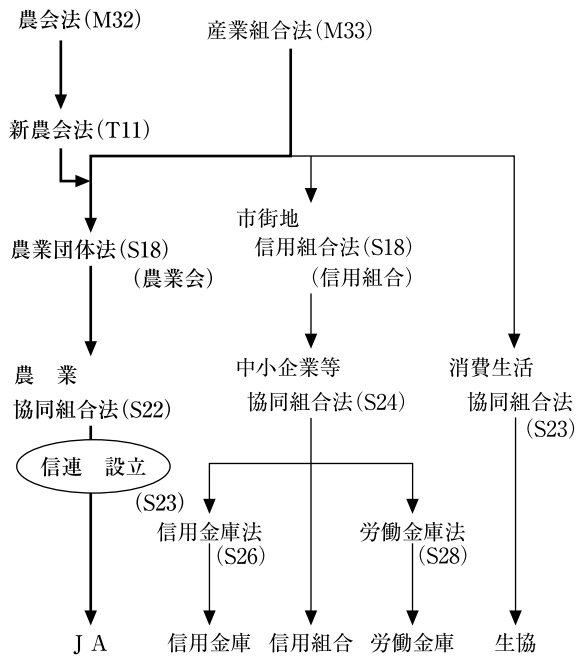 農会法(M32)
産業組合法(M33)
新農会法(T11)
農業団体法(S18)
(農業会)
市街地
信用組合法(S18)
(信用組合)
農 業
協同組合法(S22)
中小企業等
協同組合法(S24)
消費生活
協同組合法
(S23)
信連 設立
(S23)
信用金庫法
(S26)
労働金庫法
(S28)
JA
信用金庫
信用組合
労働金庫
生協